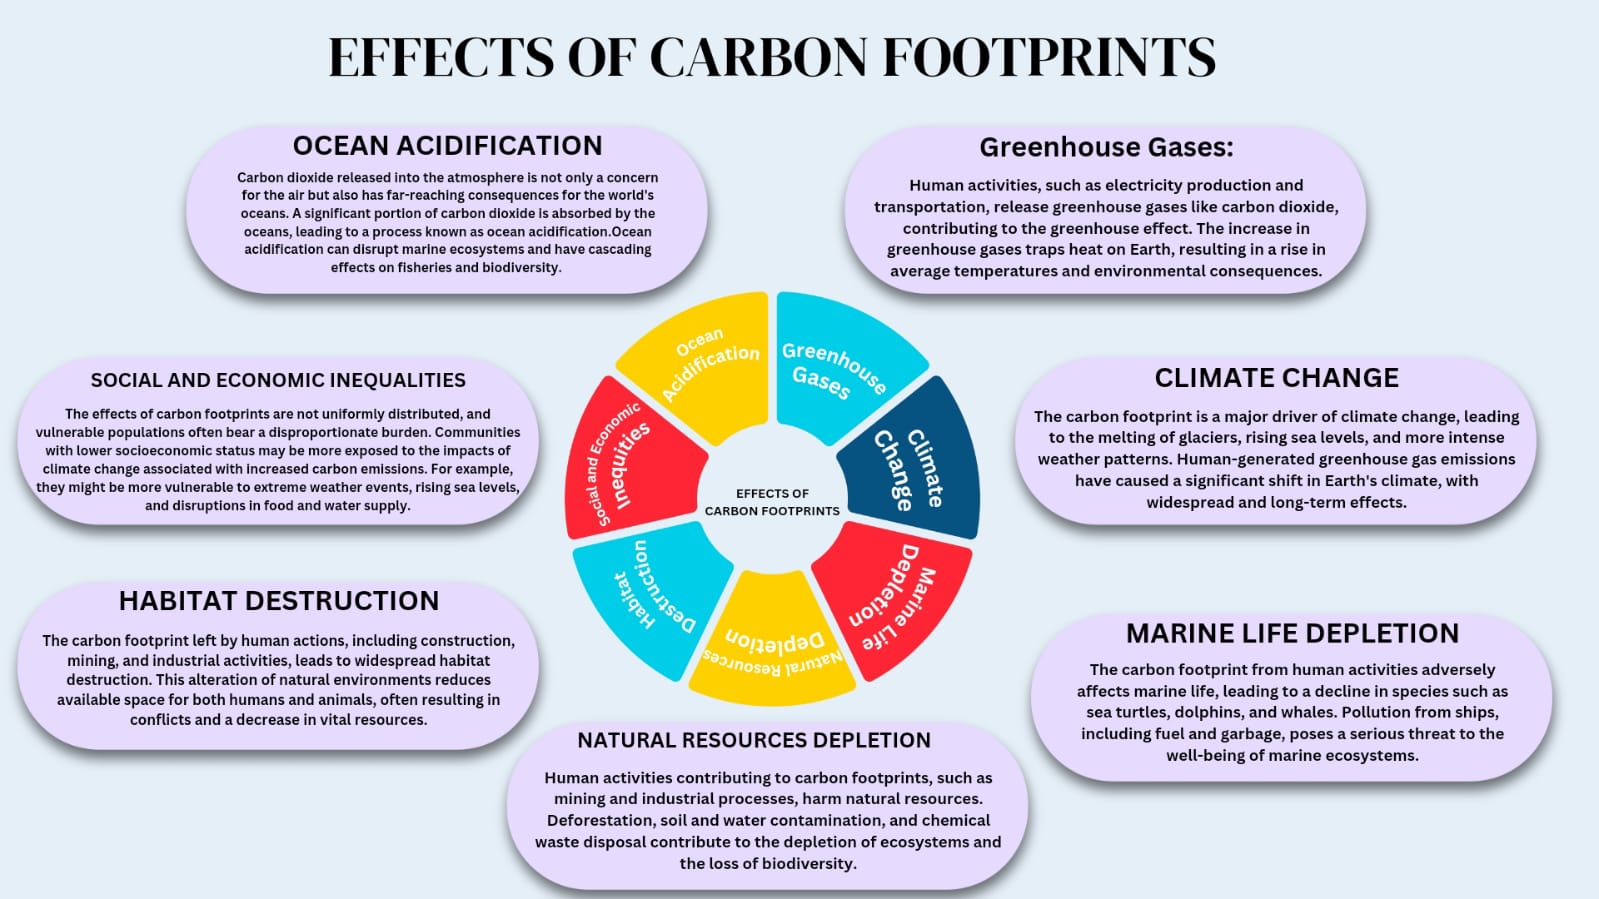 EFFECTS OF CARBON FOOTPRINTS
OCEAN ACIDIFICATION
Carbon dioxide released into the atmosphere is not only a concern
for the air but also has far-reaching consequences for the world's
oceans. A significant portion of carbon dioxide is absorbed by the
oceans, leading to a process known as ocean acidification.Ocean
acidification can disrupt marine ecosystems and have cascading
effects on fisheries and biodiversity.
Greenhouse Gases:
Human activities, such as electricity production and
transportation, release greenhouse gases like carbon dioxide,
contributing to the greenhouse effect. The increase in
greenhouse gases traps heat on Earth, resulting in a rise in
average temperatures and environmental consequences.
SOCIAL AND ECONOMIC INEQUALITIES
The effects of carbon footprints are not uniformly distributed, and
vulnerable populations often bear a disproportionate burden. Communities
with lower socioeconomic status may be more exposed to the impacts of
climate change associated with increased carbon emissions. For example,
they might be more vulnerable to extreme weather events, rising sea levels,
and disruptions in food and water supply.
Ocean
Acidification
Greenhouse
Gases
Climate
Change
Marine Life
Depletion
Natural Resources
Depletion
Habitat
Destruction
Social and Economic
Inequities
EFFECTS OF
CARBON FOOTPRINTS
CLIMATE CHANGE
The carbon footprint is a major driver of climate change, leading
to the melting of glaciers, rising sea levels, and more intense
weather patterns. Human-generated greenhouse gas emissions
have caused a significant shift in Earth's climate, with
widespread and long-term effects.
HABITAT DESTRUCTION
The carbon footprint left by human actions, including construction,
mining, and industrial activities, leads to widespread habitat
destruction. This alteration of natural environments reduces
available space for both humans and animals, often resulting in
conflicts and a decrease in vital resources.
MARINE LIFE DEPLETION
The carbon footprint from human activities adversely
affects marine life, leading to a decline in species such as
sea turtles, dolphins, and whales. Pollution from ships,
including fuel and garbage, poses a serious threat to the
well-being of marine ecosystems.
NATURAL RESOURCES DEPLETION
Human activities contributing to carbon footprints, such as
mining and industrial processes, harm natural resources.
Deforestation, soil and water contamination, and chemical
waste disposal contribute to the depletion of ecosystems and
the loss of biodiversity.